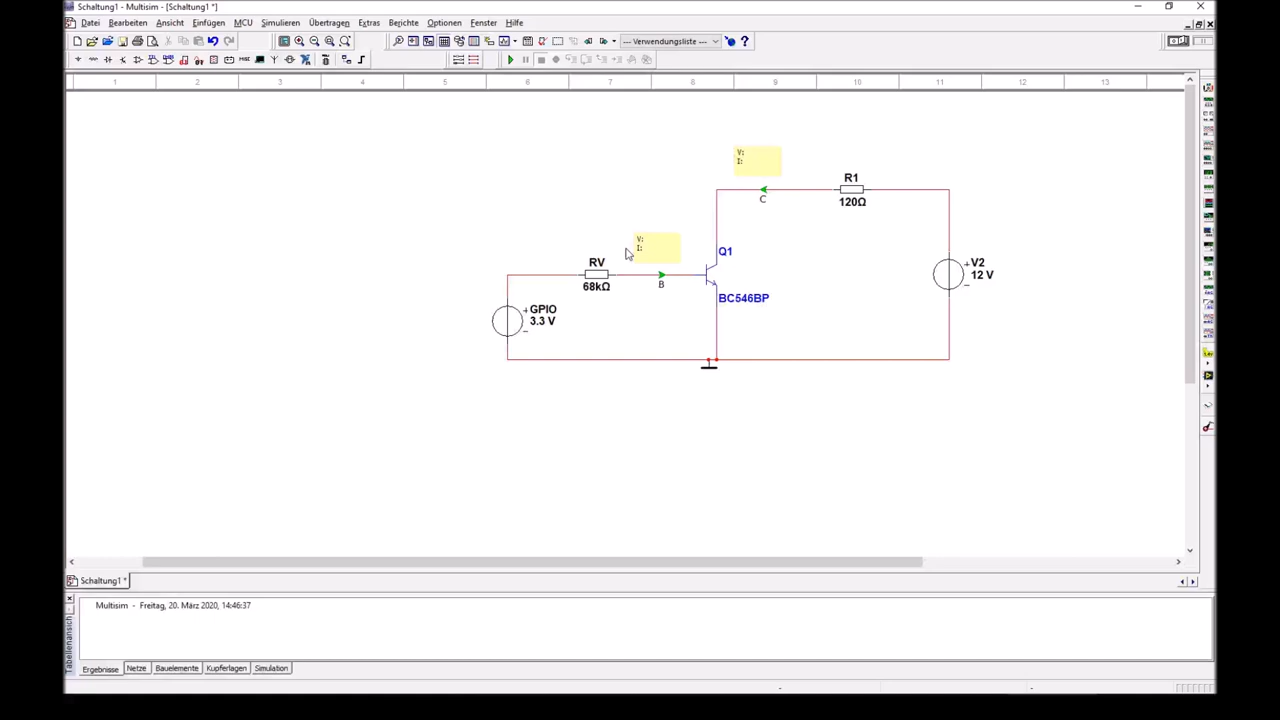 Schaltung1 - Multisim - [Schaltung1 *]
Datei Bearbeiten Ansicht Einfügen MCU Simulieren Übertragen Extras Berichte Optionen Fenster Hilfe
--- Verwendungsliste ---
1 2 3 4 5 6 7 8 9 10 11 12 13
V:
I:
R1
C
120Ω
V:
I:
Q1
RV
B
68kΩ
+ V2
12 V
BC546BP
+ GPIO
3.3 V
Schaltung1 *
Multisim - Freitag, 20. März 2020, 14:46:37
Tabellenansicht
Ergebnisse Netze Bauelemente Kupferlagen Simulation